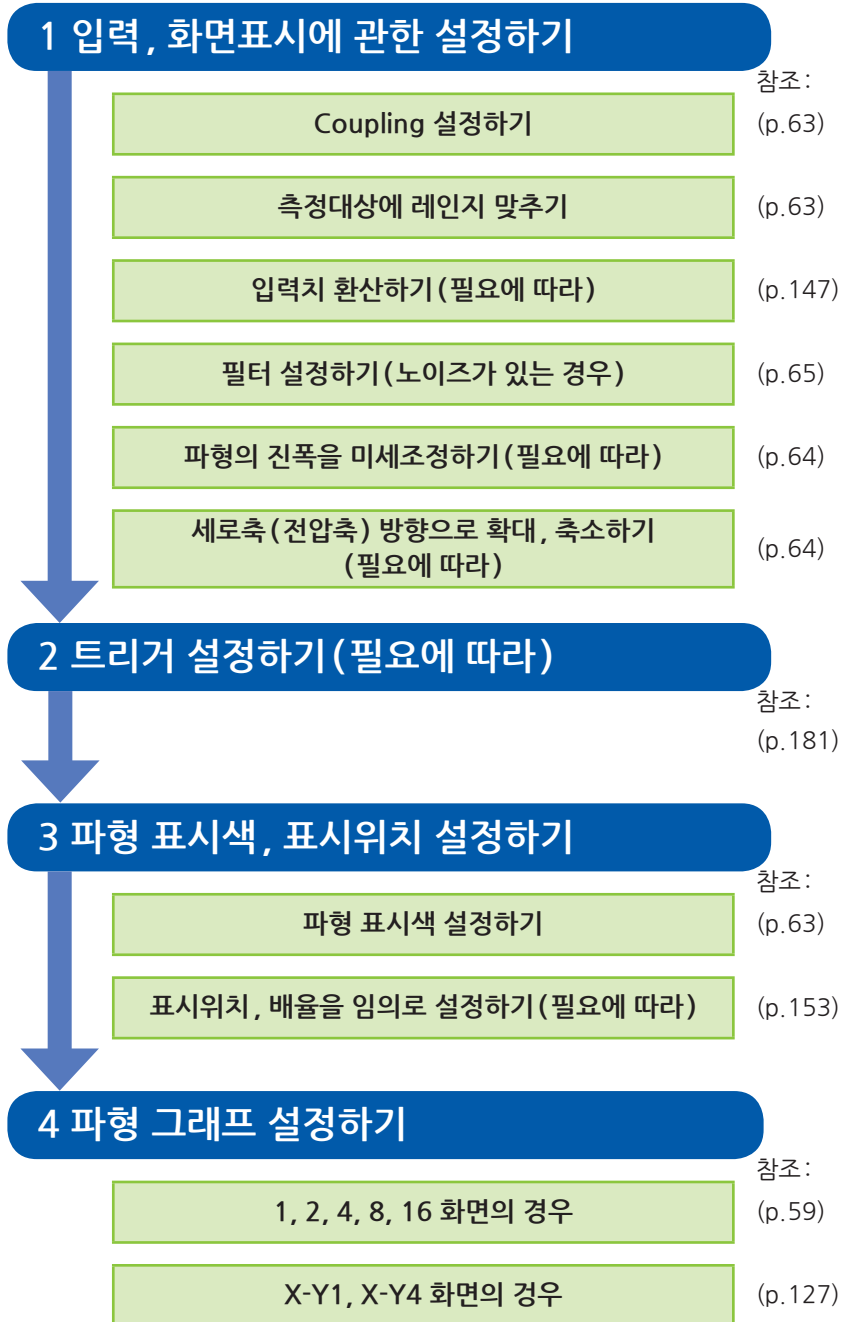 1 입력, 화면표시에 관한 설정하기
참조:
Coupling 설정하기 (p.63)
측정대상에 레인지 맞추기 (p.63)
입력치 환산하기(필요에 따라) (p.147)
필터 설정하기(노이즈가 있는 경우) (p.65)
파형의 진폭을 미세조정하기(필요에 따라) (p.64)
세로축(전압축) 방향으로 확대, 축소하기
(필요에 따라) (p.64)
2 트리거 설정하기(필요에 따라)
참조:
(p.181)
3 파형 표시색, 표시위치 설정하기
참조:
파형 표시색 설정하기 (p.63)
표시위치, 배율을 임의로 설정하기(필요에 따라) (p.153)
4 파형 그래프 설정하기
참조:
1, 2, 4, 8, 16 화면의 경우 (p.59)
X-Y1, X-Y4 화면의 겅우 (p.127)